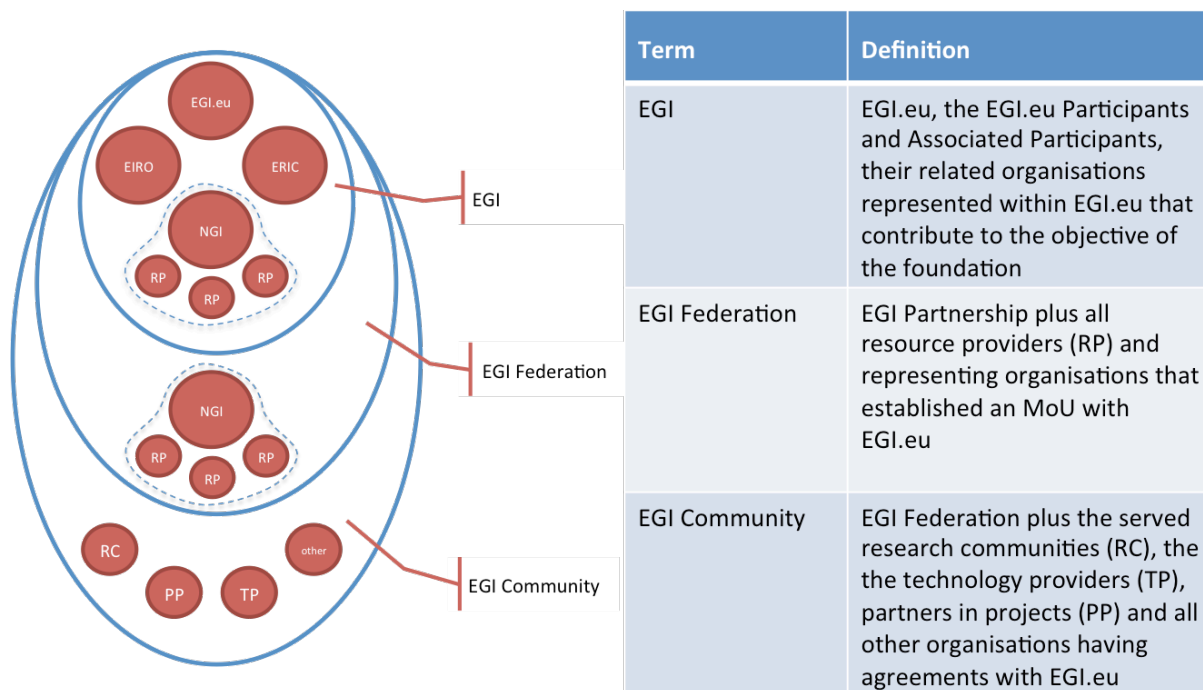 EGI.eu
EIRO
ERIC
NGI
RP
RP
RP
EGI
EGI Federation
NGI
RP
RP
RP
RC
other
PP
TP
EGI Community
Term
Definition
EGI
EGI.eu, the EGI.eu Participants
and Associated Participants,
their related organisations
represented within EGI.eu that
contribute to the objective of
the foundation
EGI Federation
EGI Partnership plus all
resource providers (RP) and
representing organisations that
established an MoU with
EGI.eu
EGI Community
EGI Federation plus the served
research communities (RC), the
the technology providers (TP),
partners in projects (PP) and all
other organisations having
agreements with EGI.eu